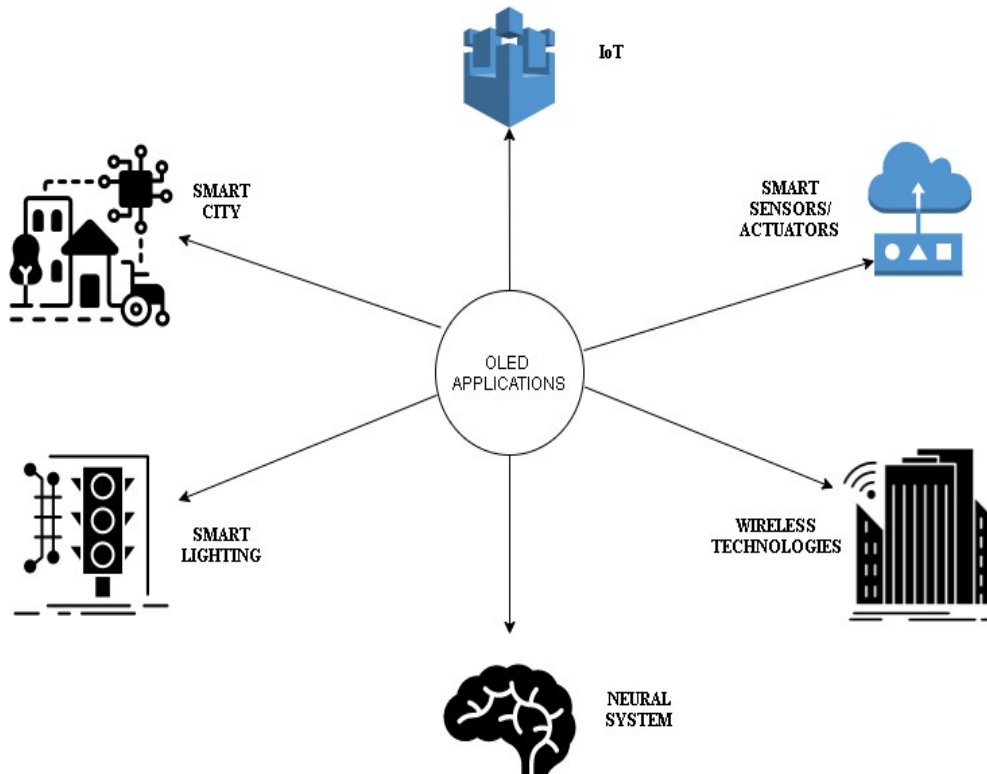 IoT
SMART
CITY
SMART
SENSORS/
ACTUATORS
OLED
APPLICATIONS
SMART
LIGHTING
WIRELESS
TECHNOLOGIES
NEURAL
SYSTEM